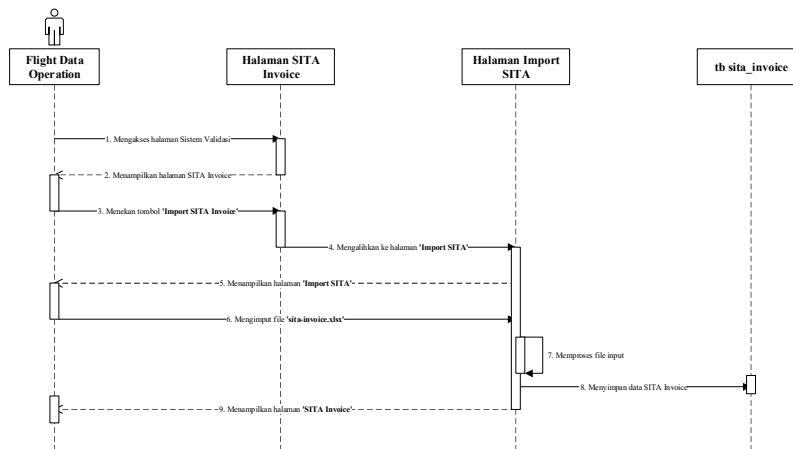 Flight Data
Operation
Halaman SITA
Invoice
Halaman Import
SITA
tb sita_invoice
1. Mengakses halaman Sistem Validasi
2. Menampilkan halaman SITA Invoice
3. Menekan tombol 'Import SITA Invoice'
4. Mengalihkan ke halaman 'Import SITA'
5. Menampilkan halaman 'Import SITA'
6. Mengimput file 'sita-invoice.xlsx'
7. Memproses file input
8. Menyimpan data SITA Invoice
9. Menampilkan halaman 'SITA Invoice'